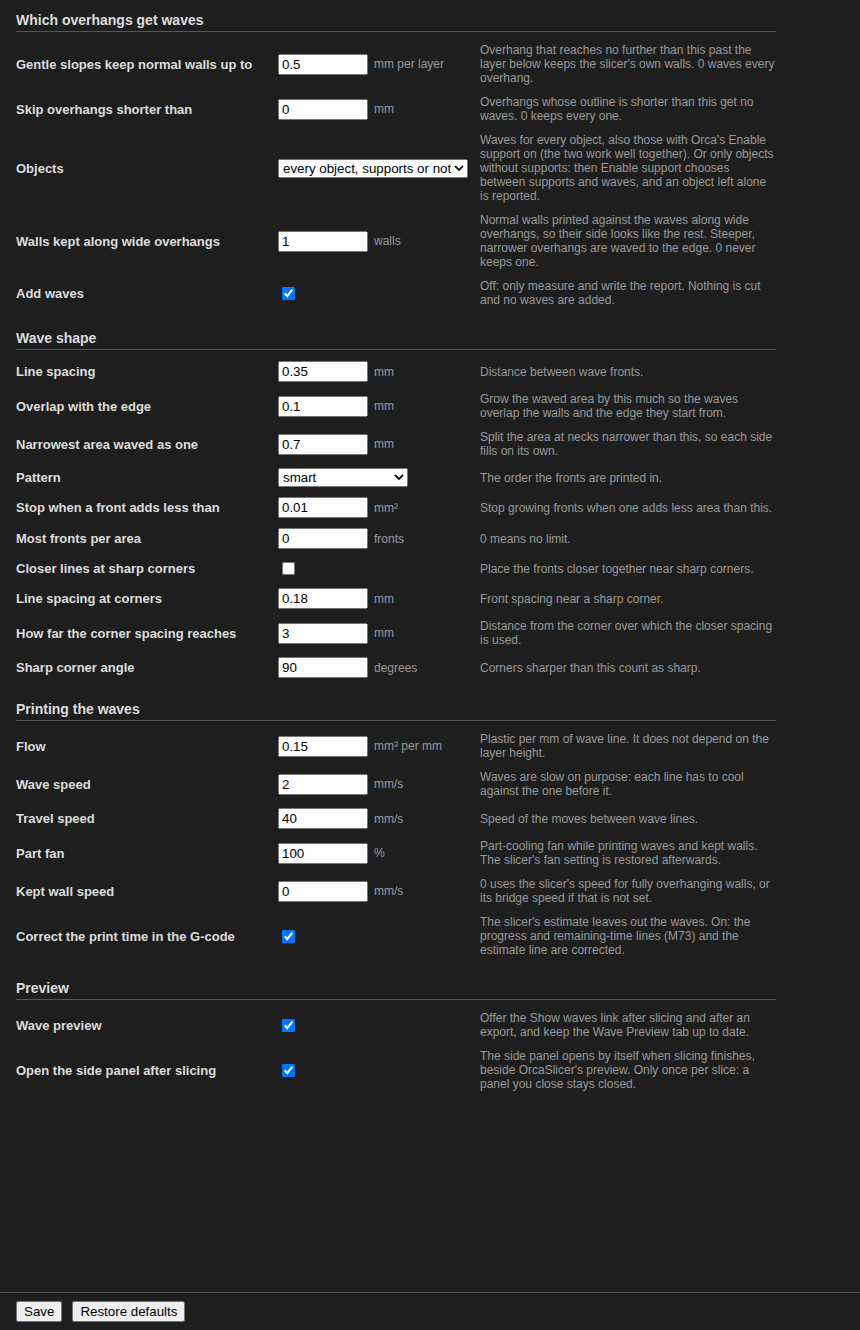 Which overhangs get waves
Gentle slopes keep normal walls up to 0.5 mm per layer
Overhang that reaches no further than this past the
layer below keeps the slicer's own walls. 0 waves every
overhang.
Skip overhangs shorter than 0 mm
Overhangs whose outline is shorter than this get no
waves. 0 keeps every one.
Objects every object, supports or not
Waves for every object, also those with Orca's Enable
support on (the two work well together). Or only objects
without supports: then Enable support chooses
between supports and waves, and an object left alone
is reported.
Walls kept along wide overhangs 1 walls
Normal walls printed against the waves along wide
overhangs, so their side looks like the rest. Steeper,
narrower overhangs are waved to the edge. 0 never
keeps one.
Add waves
Off: only measure and write the report. Nothing is cut
and no waves are added.
Wave shape
Line spacing 0.35 mm Distance between wave fronts.
Overlap with the edge 0.1 mm
Grow the waved area by this much so the waves
overlap the walls and the edge they start from.
Narrowest area waved as one 0.7 mm
Split the area at necks narrower than this, so each side
fills on its own.
Pattern smart The order the fronts are printed in.
Stop when a front adds less than 0.01 mm² Stop growing fronts when one adds less area than this.
Most fronts per area 0 fronts 0 means no limit.
Closer lines at sharp corners Place the fronts closer together near sharp corners.
Line spacing at corners 0.18 mm Front spacing near a sharp corner.
How far the corner spacing reaches 3 mm
Distance from the corner over which the closer spacing
is used.
Sharp corner angle 90 degrees Corners sharper than this count as sharp.
Printing the waves
Flow 0.15 mm³ per mm
Plastic per mm of wave line. It does not depend on the
layer height.
Wave speed 2 mm/s
Waves are slow on purpose: each line has to cool
against the one before it.
Travel speed 40 mm/s Speed of the moves between wave lines.
Part fan 100 %
Part-cooling fan while printing waves and kept walls.
The slicer's fan setting is restored afterwards.
Kept wall speed 0 mm/s
0 uses the slicer's speed for fully overhanging walls, or
its bridge speed if that is not set.
Correct the print time in the G-code
The slicer's estimate leaves out the waves. On: the
progress and remaining-time lines (M73) and the
estimate line are corrected.
Preview
Wave preview
Offer the Show waves link after slicing and after an
export, and keep the Wave Preview tab up to date.
Open the side panel after slicing
The side panel opens by itself when slicing finishes,
beside OrcaSlicer's preview. Only once per slice: a
panel you close stays closed.
Save Restore defaults